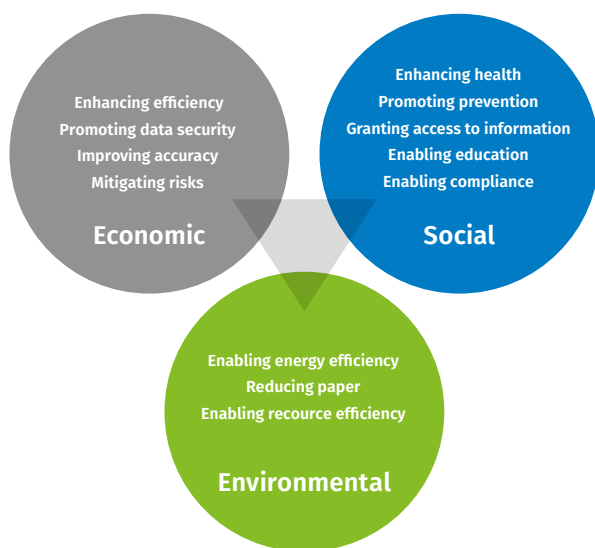 Enhancing efficiency
Promoting data security
Improving accuracy
Mitigating risks
Economic
Enhancing health
Promoting prevention
Granting access to information
Enabling education
Enabling compliance
Social
Enabling energy efficiency
Reducing paper
Enabling recource efficiency
Environmental